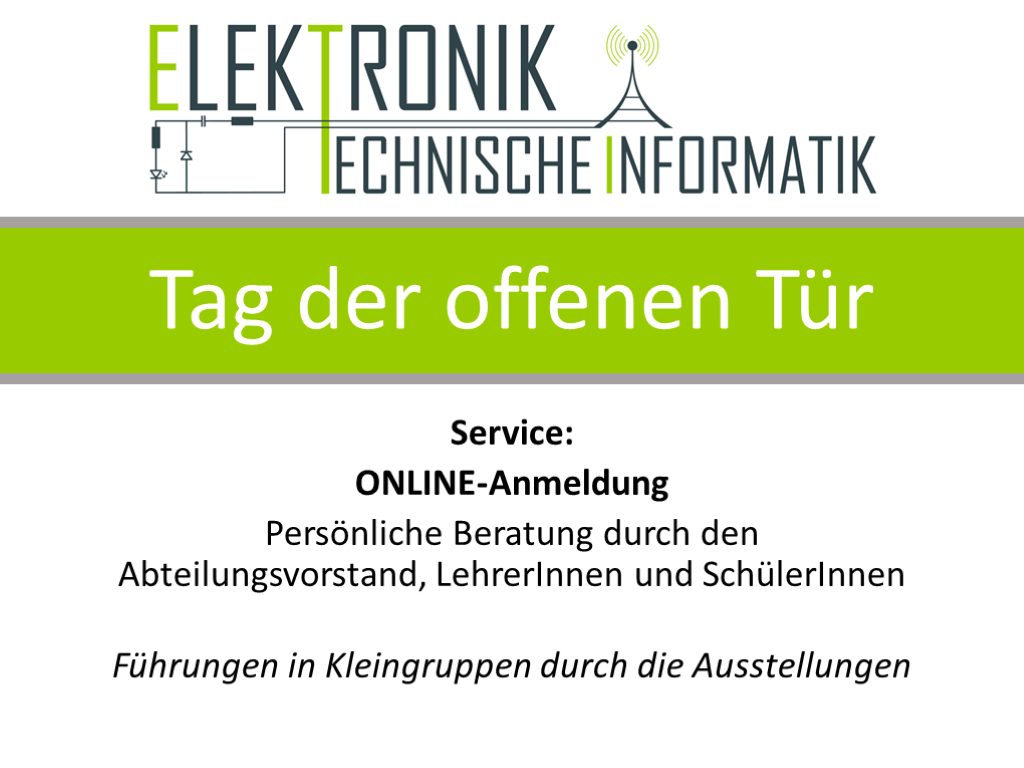 ELEKTRONIK
TECHNISCHE INFORMATIK
Tag der offenen Tür
Service:
ONLINE-Anmeldung
Persönliche Beratung durch den
Abteilungsvorstand, LehrerInnen und SchülerInnen
Führungen in Kleingruppen durch die Ausstellungen